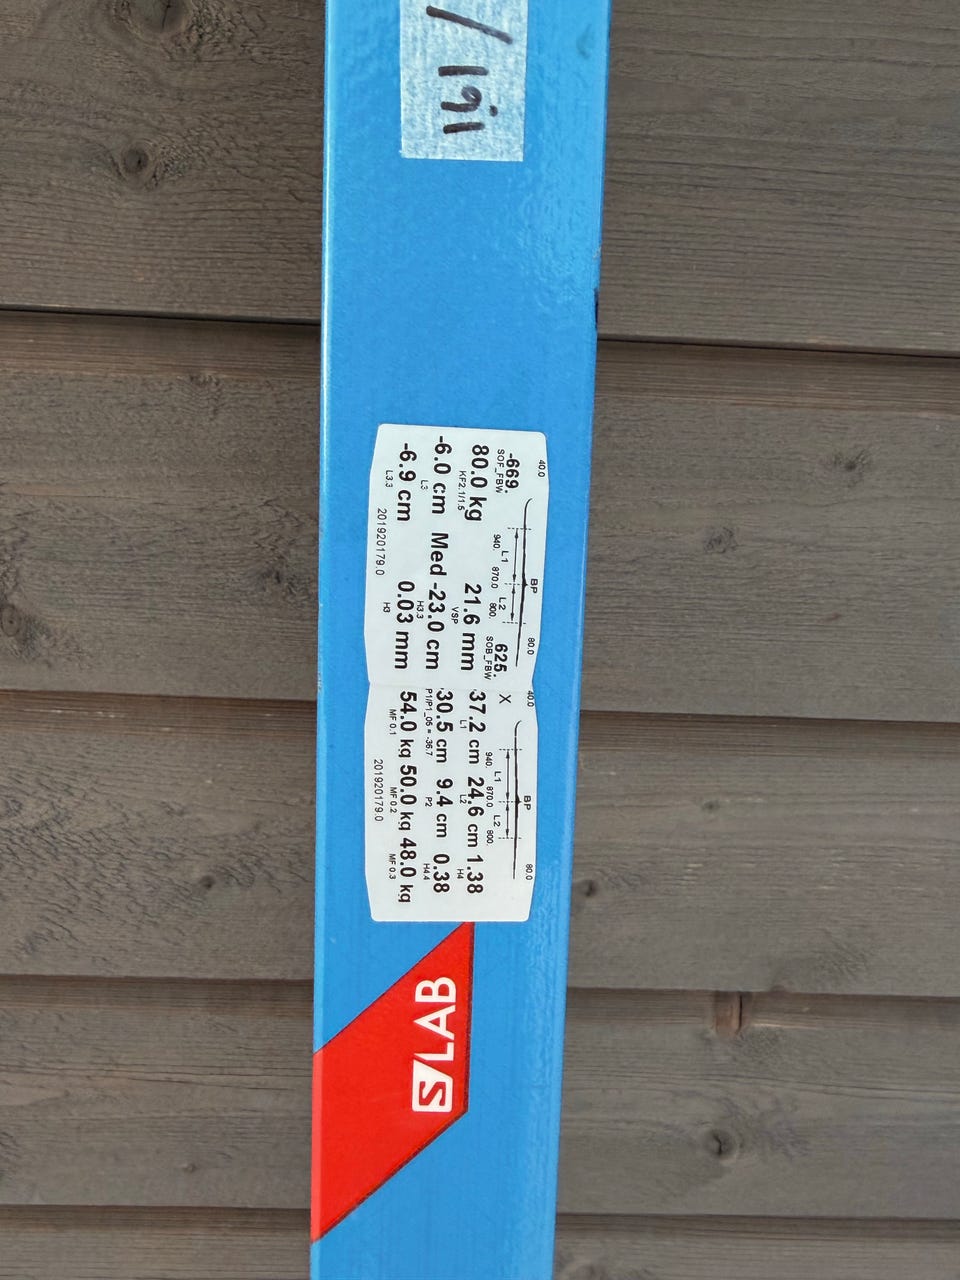 / 191
40.0 BP 80.0
L1 L2
940. 870.0 800.
-669. 625.
SOF_FBW SOB_FBW
80.0 kg 21.6 mm
KF2.1/1.5 VSP
-6.0 cm Med -23.0 cm
L3 H3.3
-6.9 cm 0.03 mm
L3.3 H3
201920179.0
40.0 BP 80.0
X L1 L2
940. 870.0 800.
37.2 cm 24.6 cm 1.38
L1 L2 H4
30.5 cm 9.4 cm 0.38
P1/P1_05 = -36.7 P2 H4.4
54.0 kg 50.0 kg 48.0 kg
MF 0.1 MF 0.2 MF 0.3
201920179.0
S/LAB